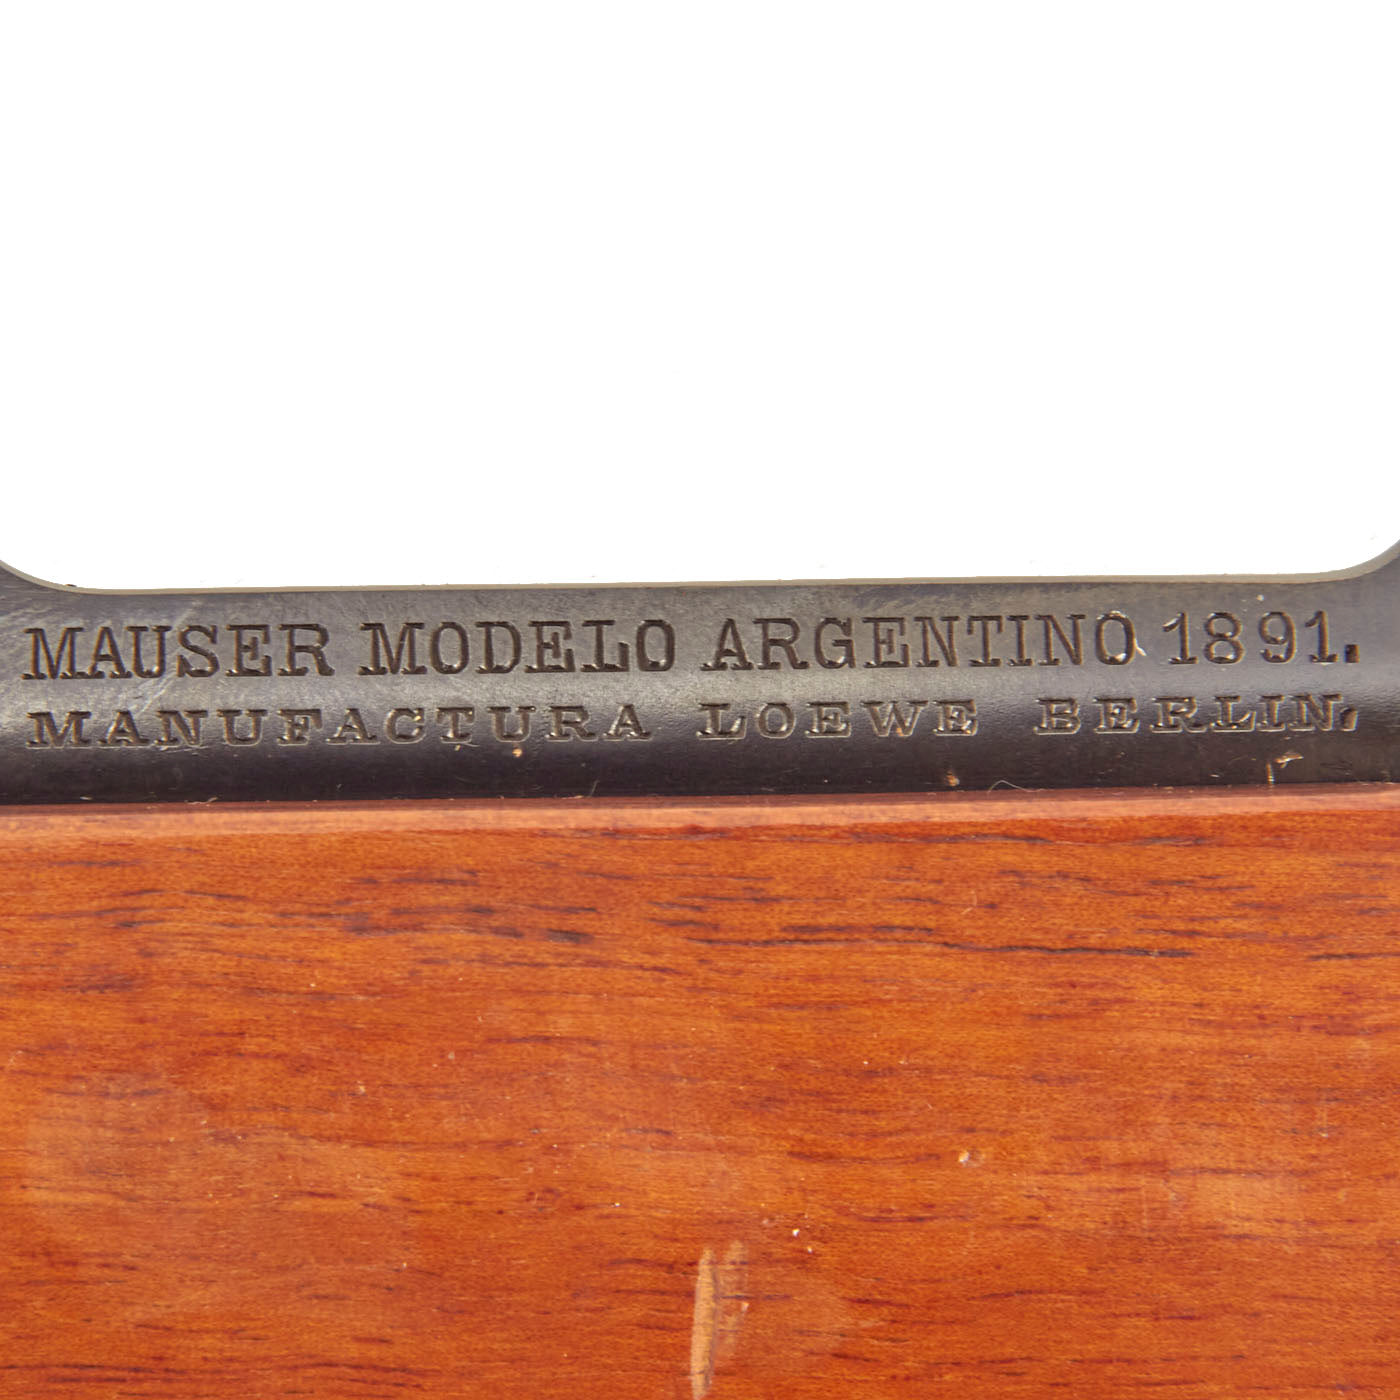 MAUSER MODELO ARGENTINO 1891.
MANUFACTURA LOEWE BERLIN.